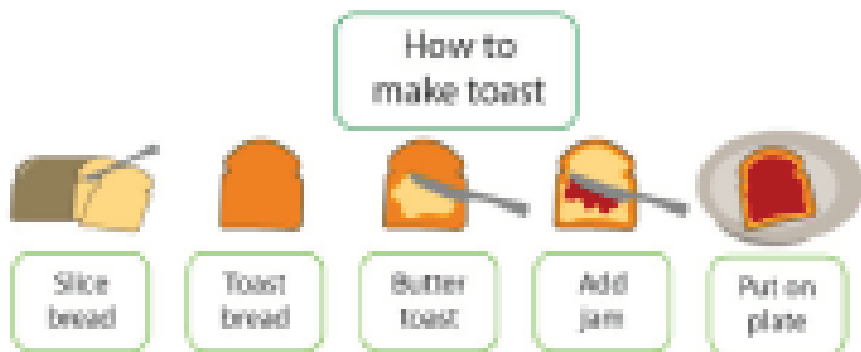 How to
make toast
Slice
bread
Toast
bread
Butter
toast
Add
jam
Put on
plate